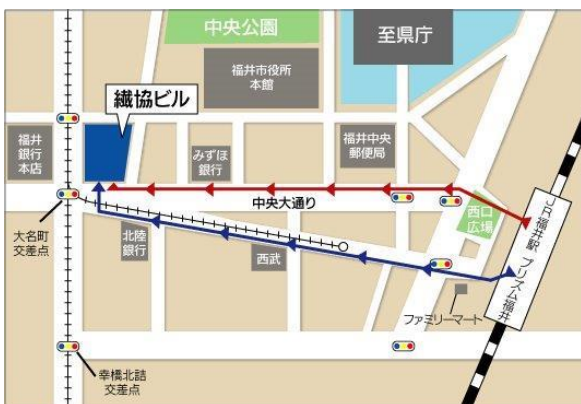 中央公園
至県庁
福井市役所
本館
繊協ビル
福井
銀行
本店
みずほ
銀行
福井中央
郵便局
中央大通り
西口
広場
大名町
交差点
北陸
銀行
西武
JR福井駅 プリズム福井
ファミリーマート
幸橋北詰
交差点